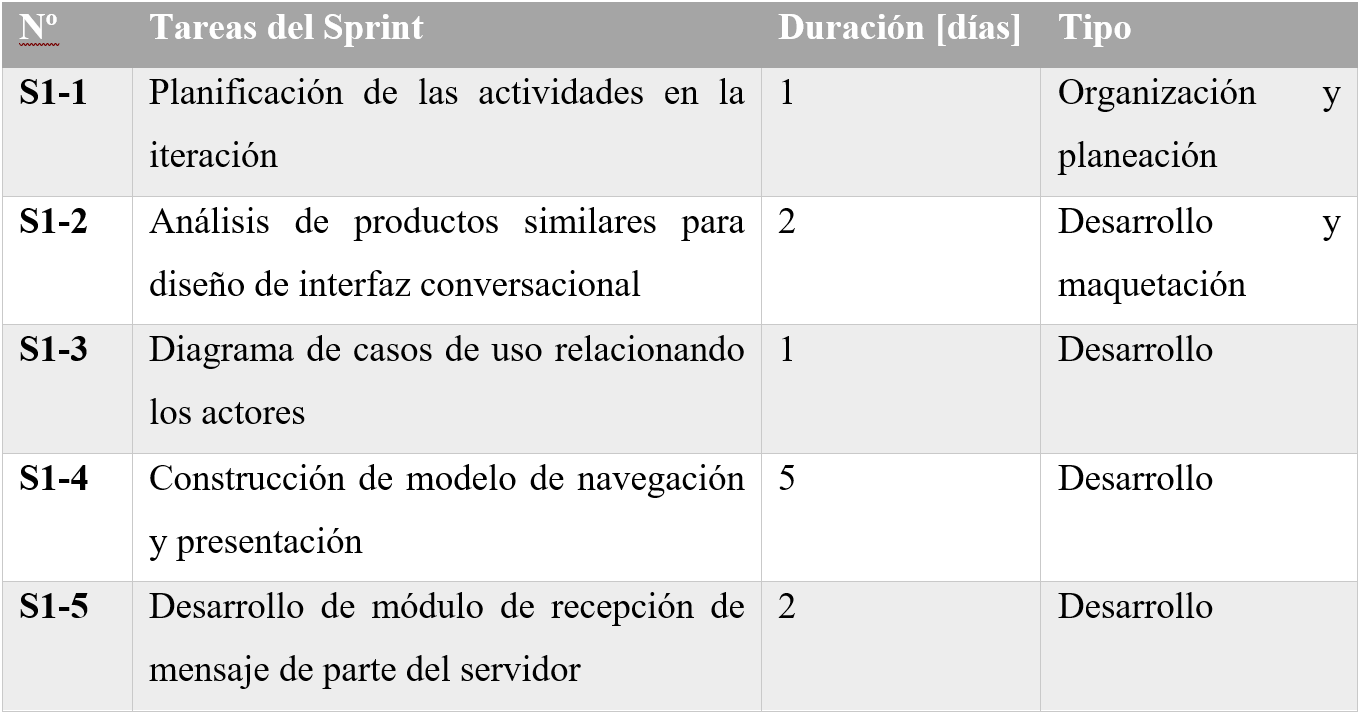 Nº Tareas del Sprint Duración [días] Tipo
S1-1 Planificación de las actividades en la 1 Organización y
iteración planeación
S1-2 Análisis de productos similares para 2 Desarrollo y
diseño de interfaz conversacional maquetación
S1-3 Diagrama de casos de uso relacionando 1 Desarrollo
los actores
S1-4 Construcción de modelo de navegación 5 Desarrollo
y presentación
S1-5 Desarrollo de módulo de recepción de 2 Desarrollo
mensaje de parte del servidor